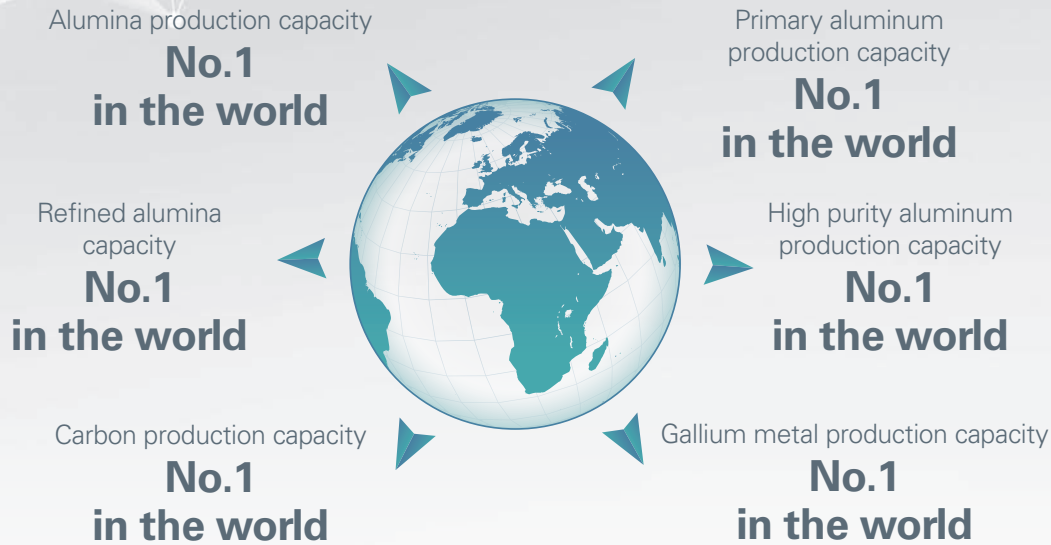 Alumina production capacity
No.1
in the world
Primary aluminum
production capacity
No.1
in the world
Refined alumina
capacity
No.1
in the world
High purity aluminum
production capacity
No.1
in the world
Carbon production capacity
No.1
in the world
Gallium metal production capacity
No.1
in the world